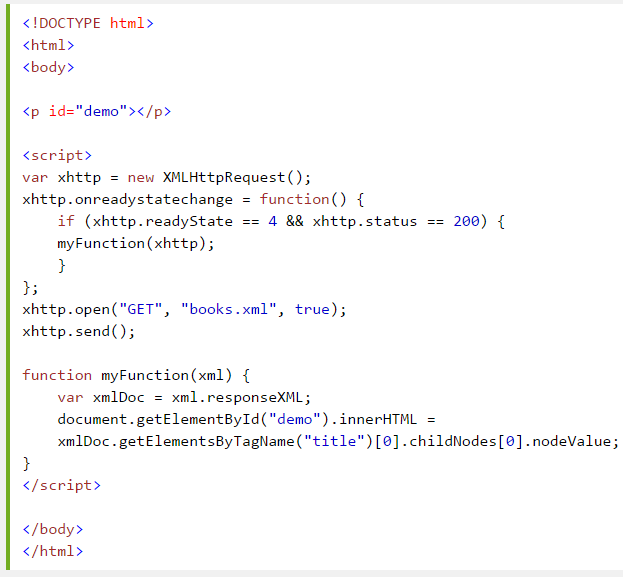 <!DOCTYPE html>
<html>
<body>

<p id="demo"></p>

<script>
var xhttp = new XMLHttpRequest();
xhttp.onreadystatechange = function() {
    if (xhttp.readyState == 4 && xhttp.status == 200) {
    myFunction(xhttp);
    }
};
xhttp.open("GET", "books.xml", true);
xhttp.send();

function myFunction(xml) {
    var xmlDoc = xml.responseXML;
    document.getElementById("demo").innerHTML =
    xmlDoc.getElementsByTagName("title")[0].childNodes[0].nodeValue;
}
</script>

</body>
</html>